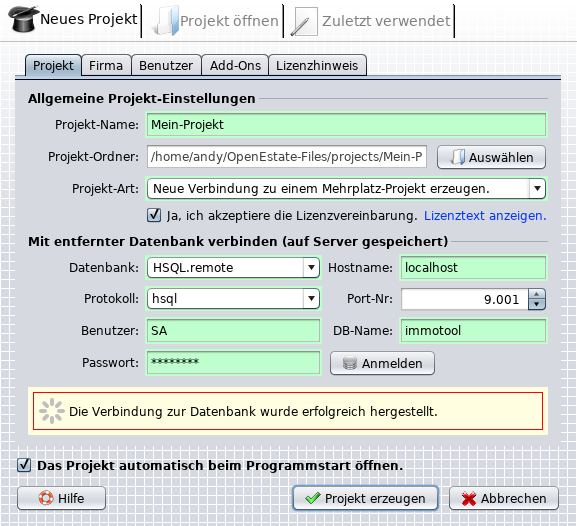 Neues Projekt Projekt öffnen Zuletzt verwendet
Projekt Firma Benutzer Add-Ons Lizenzhinweis
Allgemeine Projekt-Einstellungen
Projekt-Name: Mein-Projekt
Projekt-Ordner: /home/andy/OpenEstate-Files/projects/Mein-P Auswählen
Projekt-Art: Neue Verbindung zu einem Mehrplatz-Projekt erzeugen.
Ja, ich akzeptiere die Lizenzvereinbarung. Lizenztext anzeigen.
Mit entfernter Datenbank verbinden (auf Server gespeichert)
Datenbank: HSQL.remote Hostname: localhost
Protokoll: hsql Port-Nr: 9.001
Benutzer: SA DB-Name: immotool
Passwort: ******** Anmelden
Die Verbindung zur Datenbank wurde erfolgreich hergestellt.
Das Projekt automatisch beim Programmstart öffnen.
Hilfe Projekt erzeugen Abbrechen